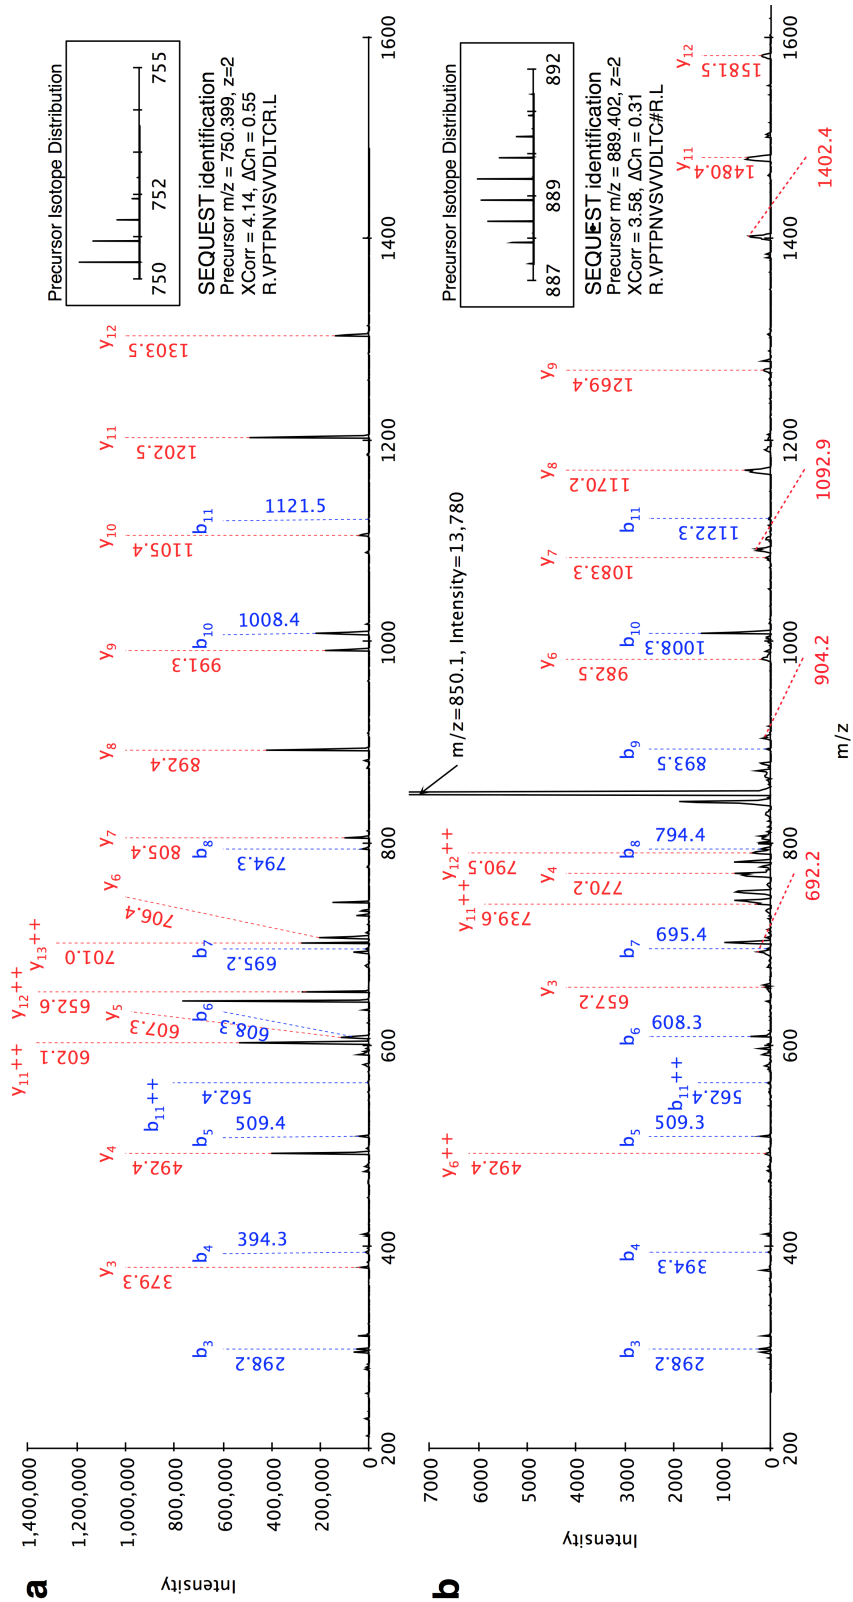 a
Intensity
1,400,000
1,200,000
1,000,000
800,000
600,000
400,000
200,000
0
200
400
600
800
1000
1200
1400
1600
b3
298.2
y3
379.3
b4
394.3
y4
492.4
b5
509.4
b11++
562.4
y11++
602.1
y5
607.3
b6
608.3
y12++
652.6
b7
695.2
y13++
701.0
y6
706.4
b8
794.3
y7
805.4
y8
892.4
y9
991.3
b10
1008.4
y10
1105.4
b11
1121.5
y11
1202.5
y12
1303.5
Precursor Isotope Distribution
750
752
755
SEQUEST identification
Precursor m/z = 750.399, z=2
XCorr = 4.14, ΔCn = 0.55
R.VPTPNVSVVDLTCR.L
b
Intensity
7000
6000
5000
4000
3000
2000
1000
0
200
400
600
800
1000
1200
1400
1600
m/z
b3
298.2
b4
394.3
y6++
492.4
b5
509.3
b11++
562.4
b6
608.3
y3
657.2
b7
695.4
692.2
y11++
739.6
y4
770.2
y12++
790.5
b8
794.4
m/z=850.1, Intensity=13,780
b9
893.5
904.2
y6
982.5
b10
1008.3
y7
1083.3
1092.9
b11
1122.3
y8
1170.2
y9
1269.4
1402.4
y11
1480.4
y12
1581.5
Precursor Isotope Distribution
887
889
892
SEQUEST identification
Precursor m/z = 889.402, z=2
XCorr = 3.58, ΔCn = 0.31
R.VPTPNVSVVDLTC#R.L